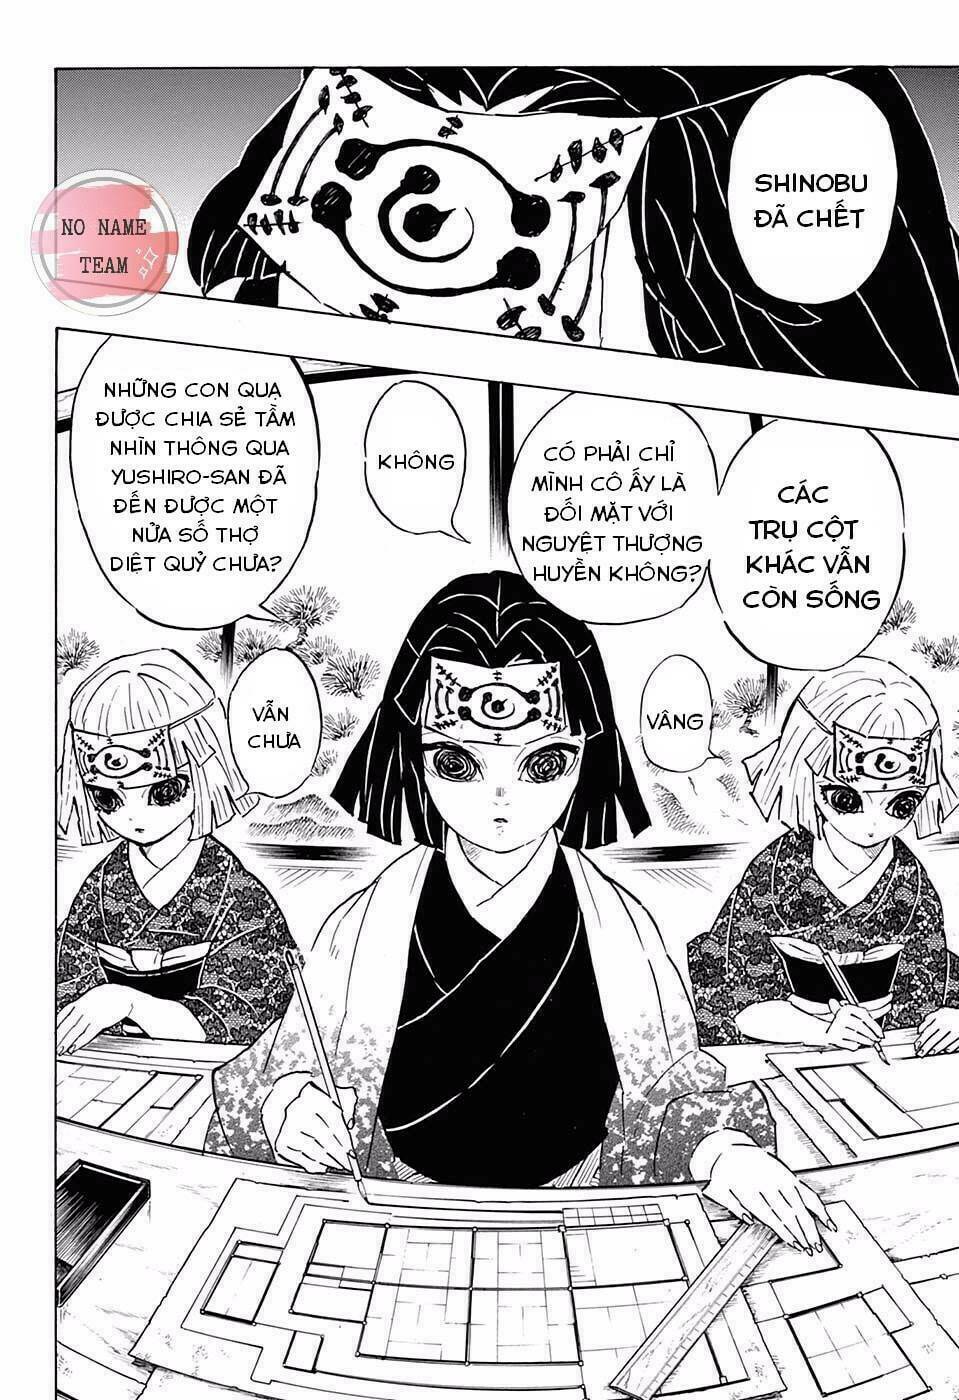 SHINOBU
ĐÃ CHẾT
NO NAME
TEAM
CÁC
TRỤ CỘT
KHÁC VẪN
CÒN SỐNG
CÓ PHẢI CHỈ
MÌNH CÔ ẤY LÀ
ĐỐI MẶT VỚI
NGUYỆT THƯỢNG
HUYỀN KHÔNG?
VÂNG
KHÔNG
NHỮNG CON QUẠ
ĐƯỢC CHIA SẺ TẦM
NHÌN THÔNG QUA
YUSHIRO-SAN ĐÃ
ĐẾN ĐƯỢC MỘT
NỬA SỐ THỢ
DIỆT QUỶ CHƯA?
VẪN
CHƯA